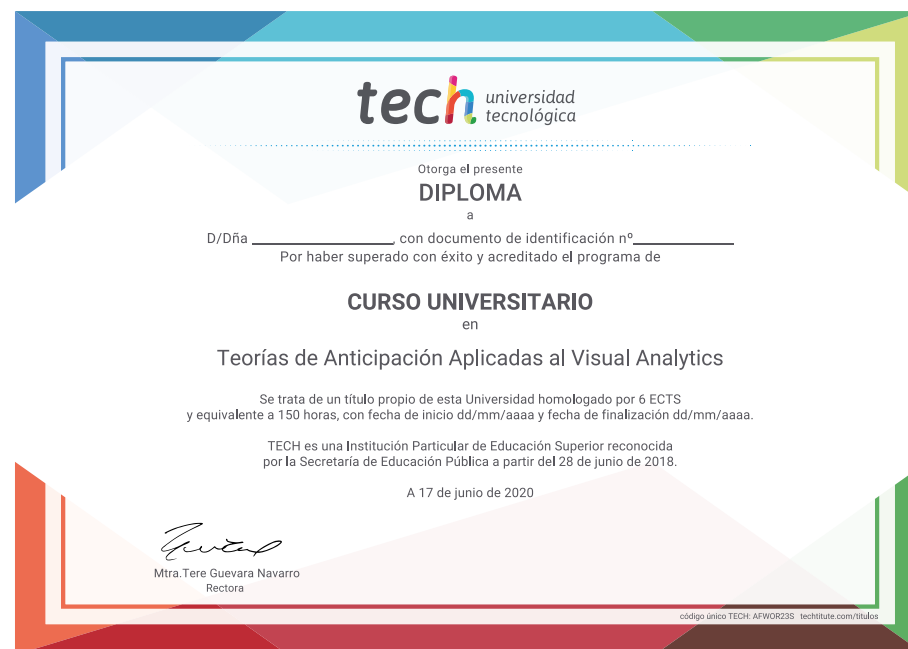 tech universidad
tecnológica
Otorga el presente
DIPLOMA
a
D/Dña ____________, con documento de identificación nº____________
Por haber superado con éxito y acreditado el programa de
CURSO UNIVERSITARIO
en
Teorías de Anticipación Aplicadas al Visual Analytics
Se trata de un título propio de esta Universidad homologado por 6 ECTS
y equivalente a 150 horas, con fecha de inicio dd/mm/aaaa y fecha de finalización dd/mm/aaaa.
TECH es una Institución Particular de Educación Superior reconocida
por la Secretaría de Educación Pública a partir del 28 de junio de 2018.
A 17 de junio de 2020
Mtra.Tere Guevara Navarro
Rectora
código único TECH: AFWOR23S techtitute.com/titulos